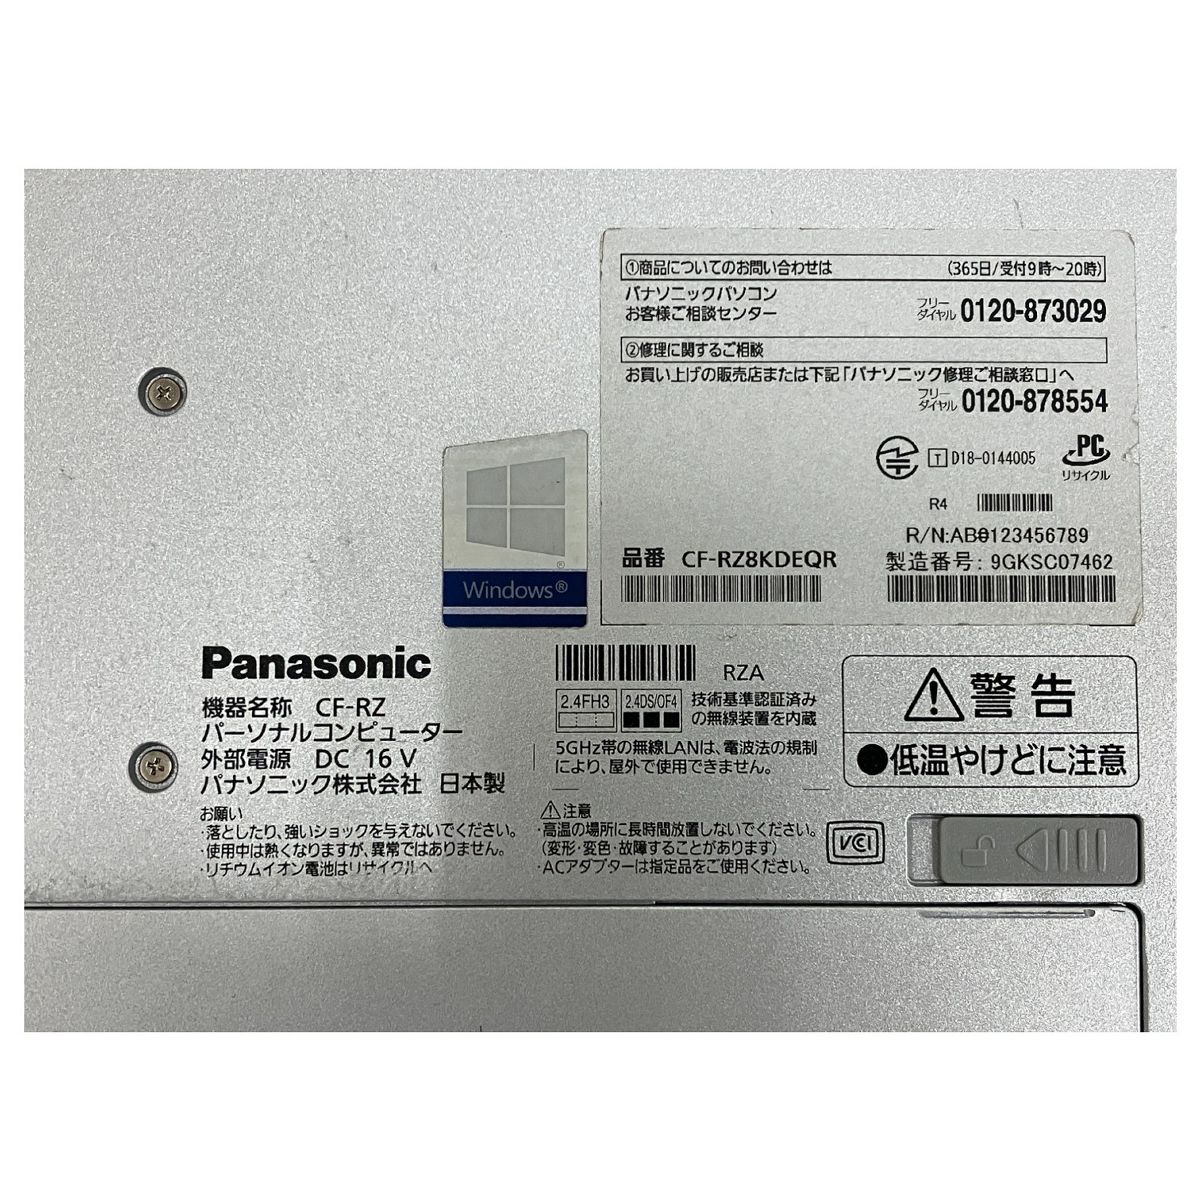 ①商品についてのお問い合わせは (365日/受付9時〜20時)
パナソニックパソコン
お客様ご相談センター
フリーダイヤル 0120-873029
②修理に関するご相談
お買い上げの販売店または下記「パナソニック修理ご相談窓口」へ
フリーダイヤル 0120-878554
T D18-0144005
PC
リサイクル
R4
R/N:AB0123456789
品番 CF-RZ8KDEQR
製造番号: 9GKSC07462
Windows®
Panasonic
機器名称 CF-RZ
パーソナルコンピューター
外部電源 DC 16 V
パナソニック株式会社 日本製
お願い
・落としたり、強いショックを与えないでください。
・使用中は熱くなりますが、異常ではありません。
・リチウムイオン電池はリサイクルへ
RZA
2.4FH3
2.4DS/OF4
技術基準認証済み
の無線装置を内蔵
5GHz帯の無線LANは、電波法の規制
により、屋外で使用できません。
⚠注意
・高温の場所に長時間放置しないでください。
(変形・変色・故障することがあります)
・ACアダプターは指定品をご使用ください。
⚠警告
●低温やけどに注意
VCCI